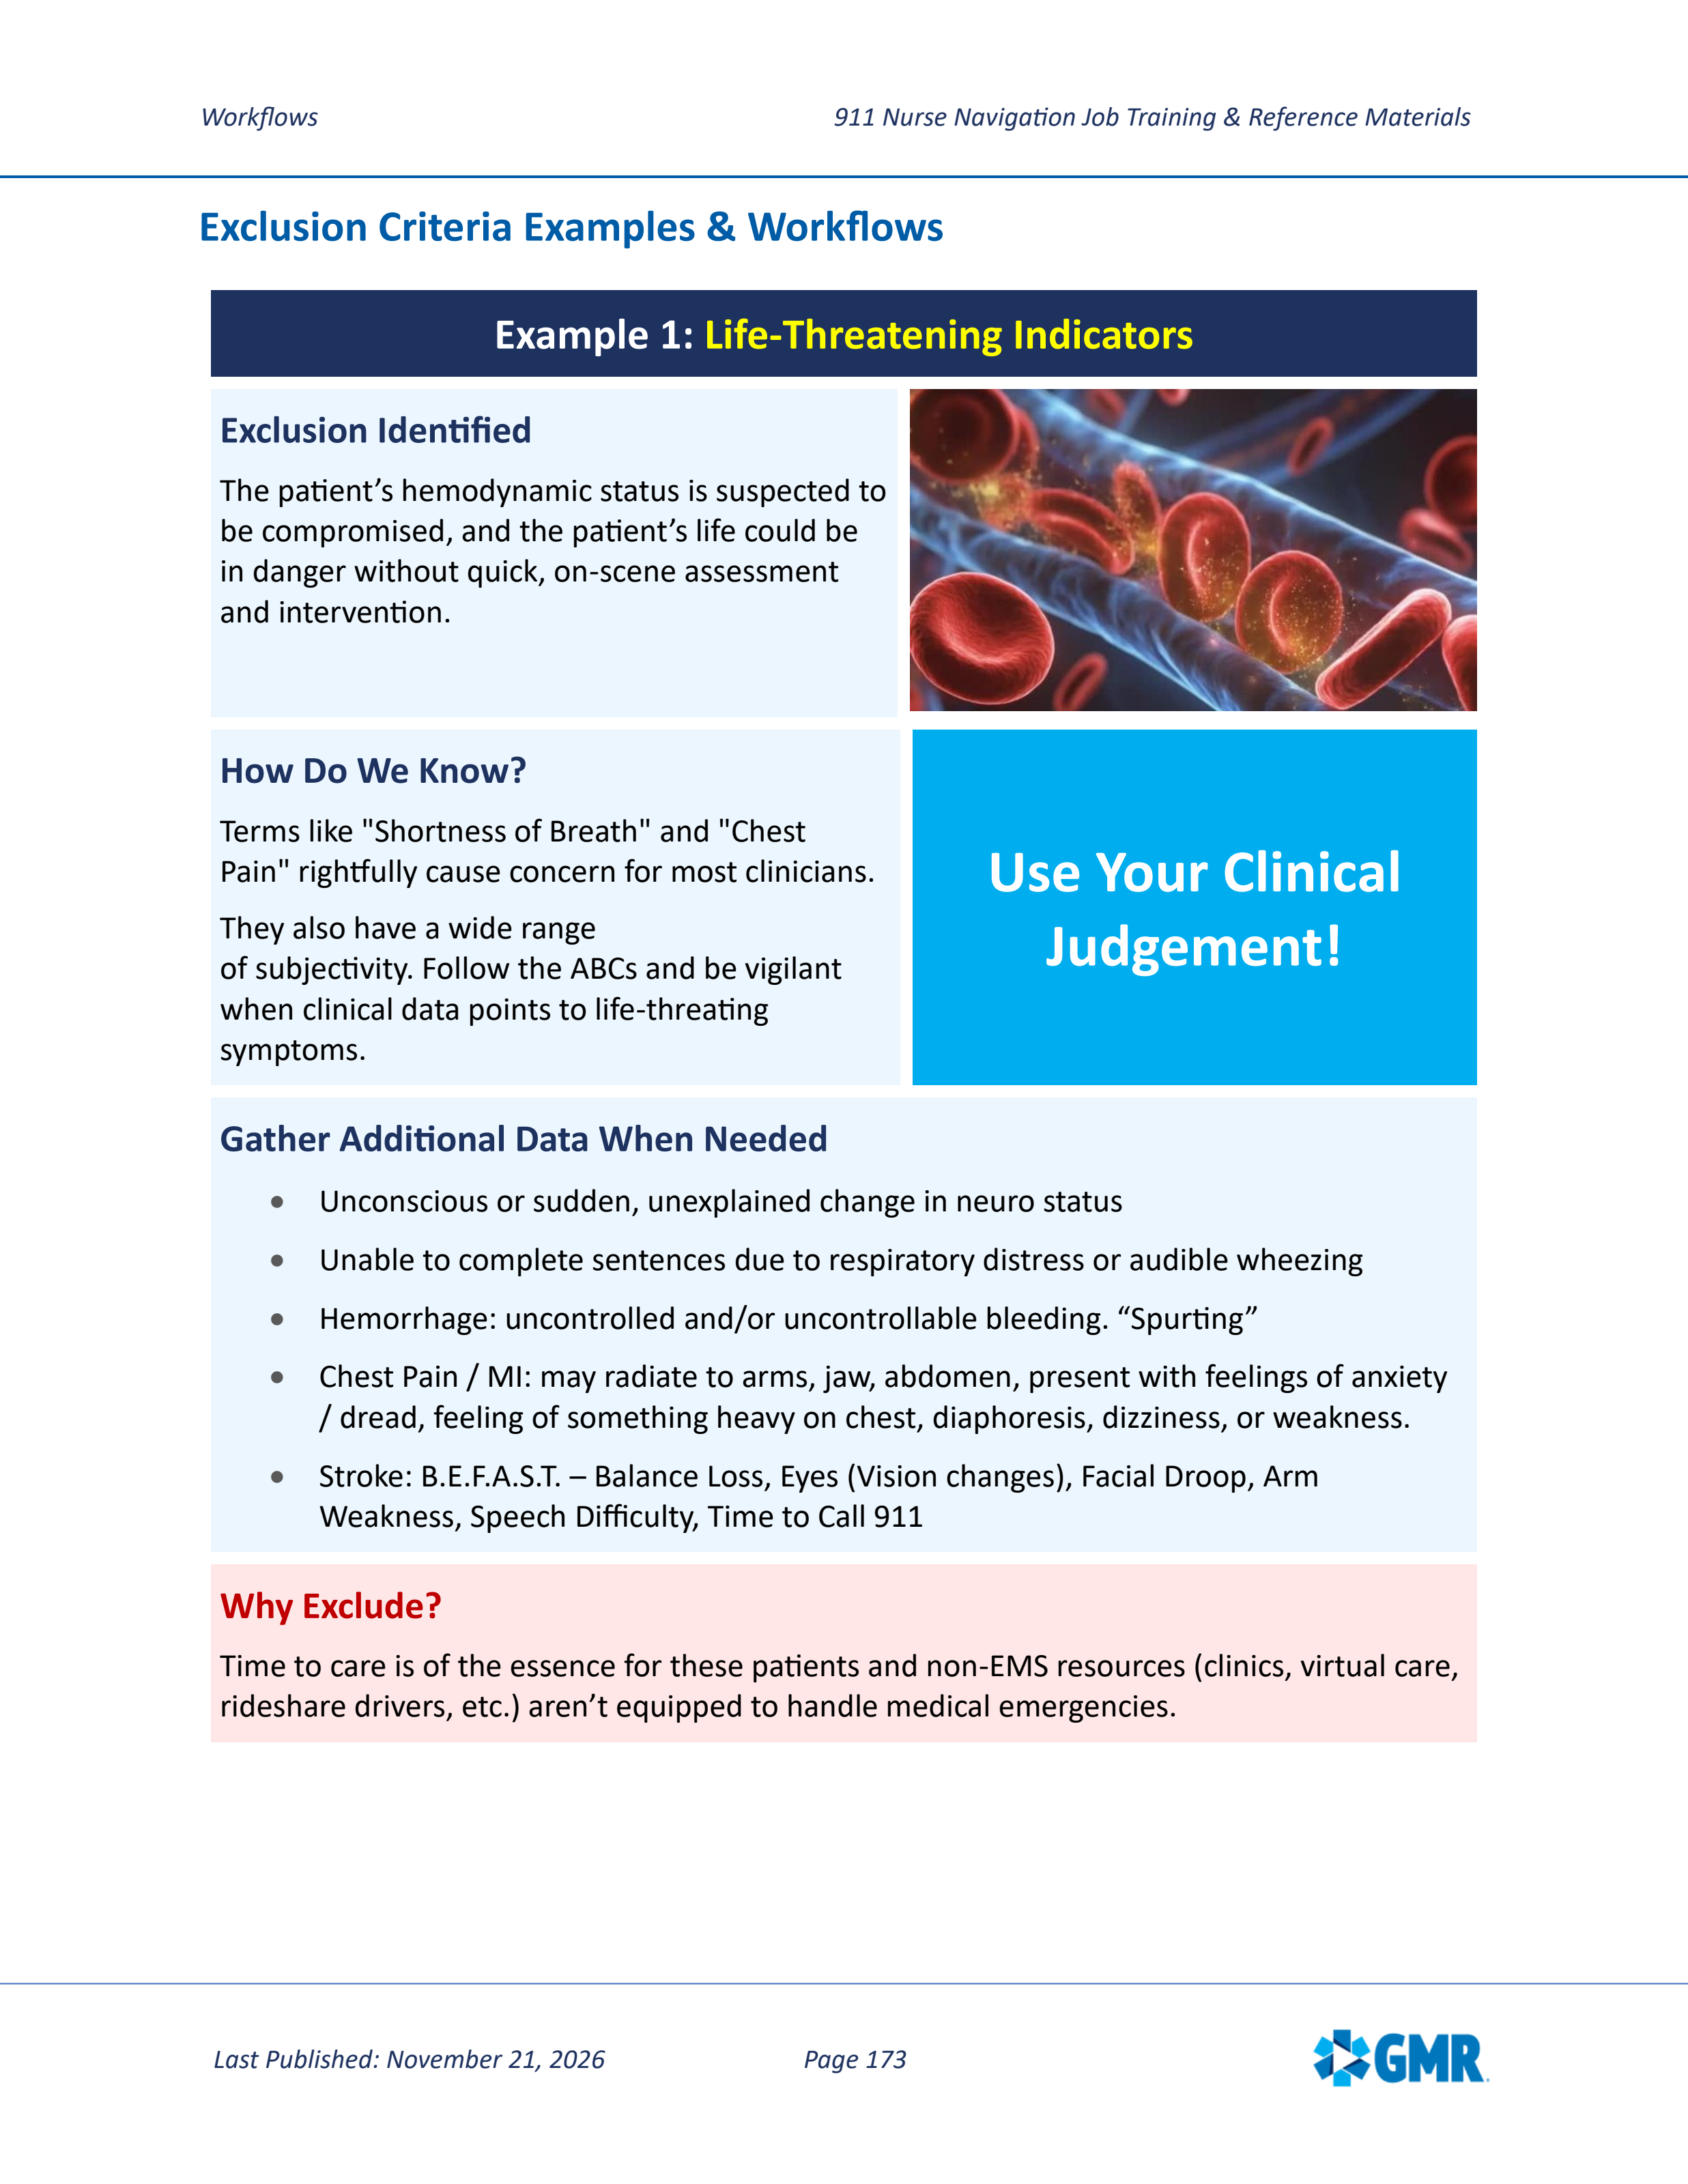 Workflows
911 Nurse Navigation Job Training & Reference Materials
Exclusion Criteria Examples & Workflows
Example 1: Life-Threatening Indicators
Exclusion Identified
The patient’s hemodynamic status is suspected to
be compromised, and the patient’s life could be
in danger without quick, on-scene assessment
and intervention.
How Do We Know?
Terms like "Shortness of Breath" and "Chest
Pain" rightfully cause concern for most clinicians.
They also have a wide range
of subjectivity. Follow the ABCs and be vigilant
when clinical data points to life-threating
symptoms.
Use Your Clinical
Judgement!
Gather Additional Data When Needed
• Unconscious or sudden, unexplained change in neuro status
• Unable to complete sentences due to respiratory distress or audible wheezing
• Hemorrhage: uncontrolled and/or uncontrollable bleeding. “Spurting”
• Chest Pain / MI: may radiate to arms, jaw, abdomen, present with feelings of anxiety
/ dread, feeling of something heavy on chest, diaphoresis, dizziness, or weakness.
• Stroke: B.E.F.A.S.T. – Balance Loss, Eyes (Vision changes), Facial Droop, Arm
Weakness, Speech Difficulty, Time to Call 911
Why Exclude?
Time to care is of the essence for these patients and non-EMS resources (clinics, virtual care,
rideshare drivers, etc.) aren’t equipped to handle medical emergencies.
Last Published: November 21, 2026
Page 173
GMR